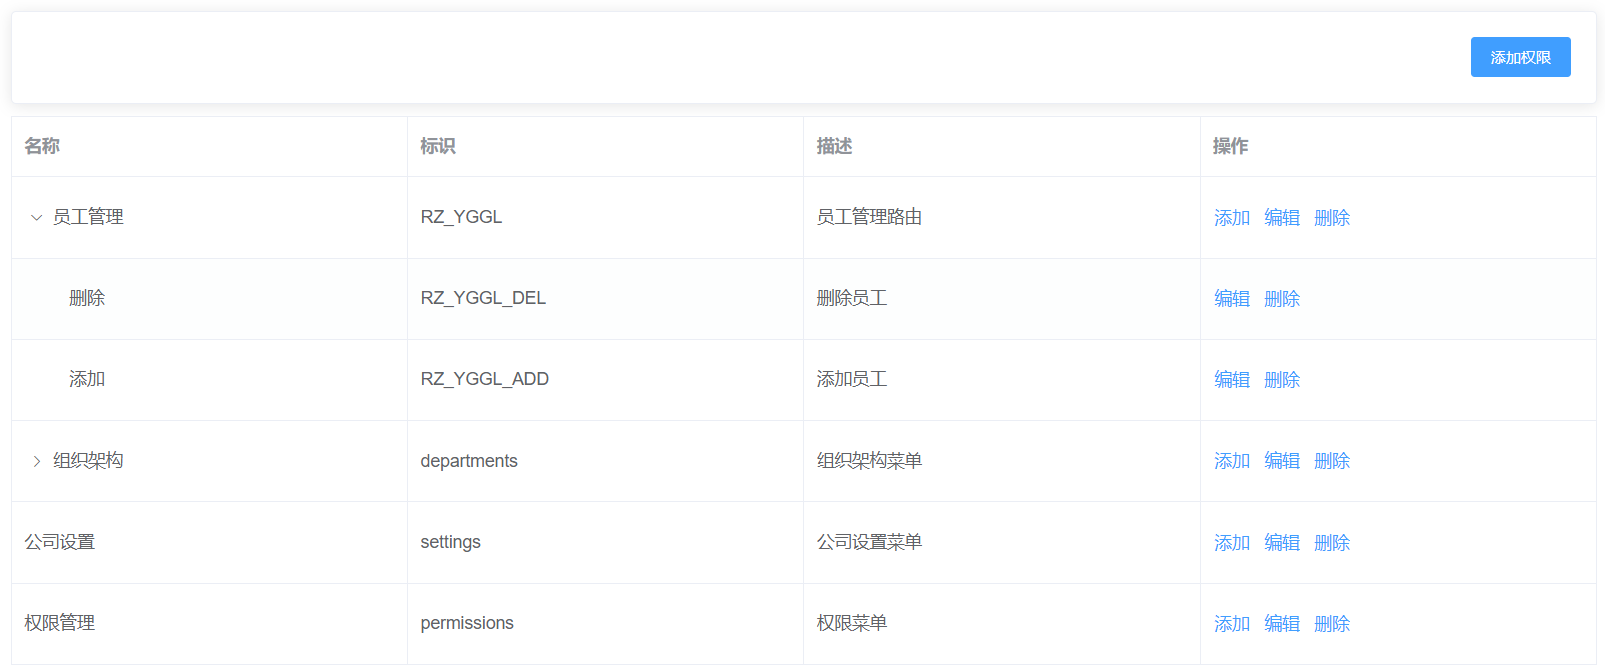 添加权限
名称 标识 描述 操作
员工管理 RZ_YGGL 员工管理路由 添加 编辑 删除
删除 RZ_YGGL_DEL 删除员工 编辑 删除
添加 RZ_YGGL_ADD 添加员工 编辑 删除
组织架构 departments 组织架构菜单 添加 编辑 删除
公司设置 settings 公司设置菜单 添加 编辑 删除
权限管理 permissions 权限菜单 添加 编辑 删除